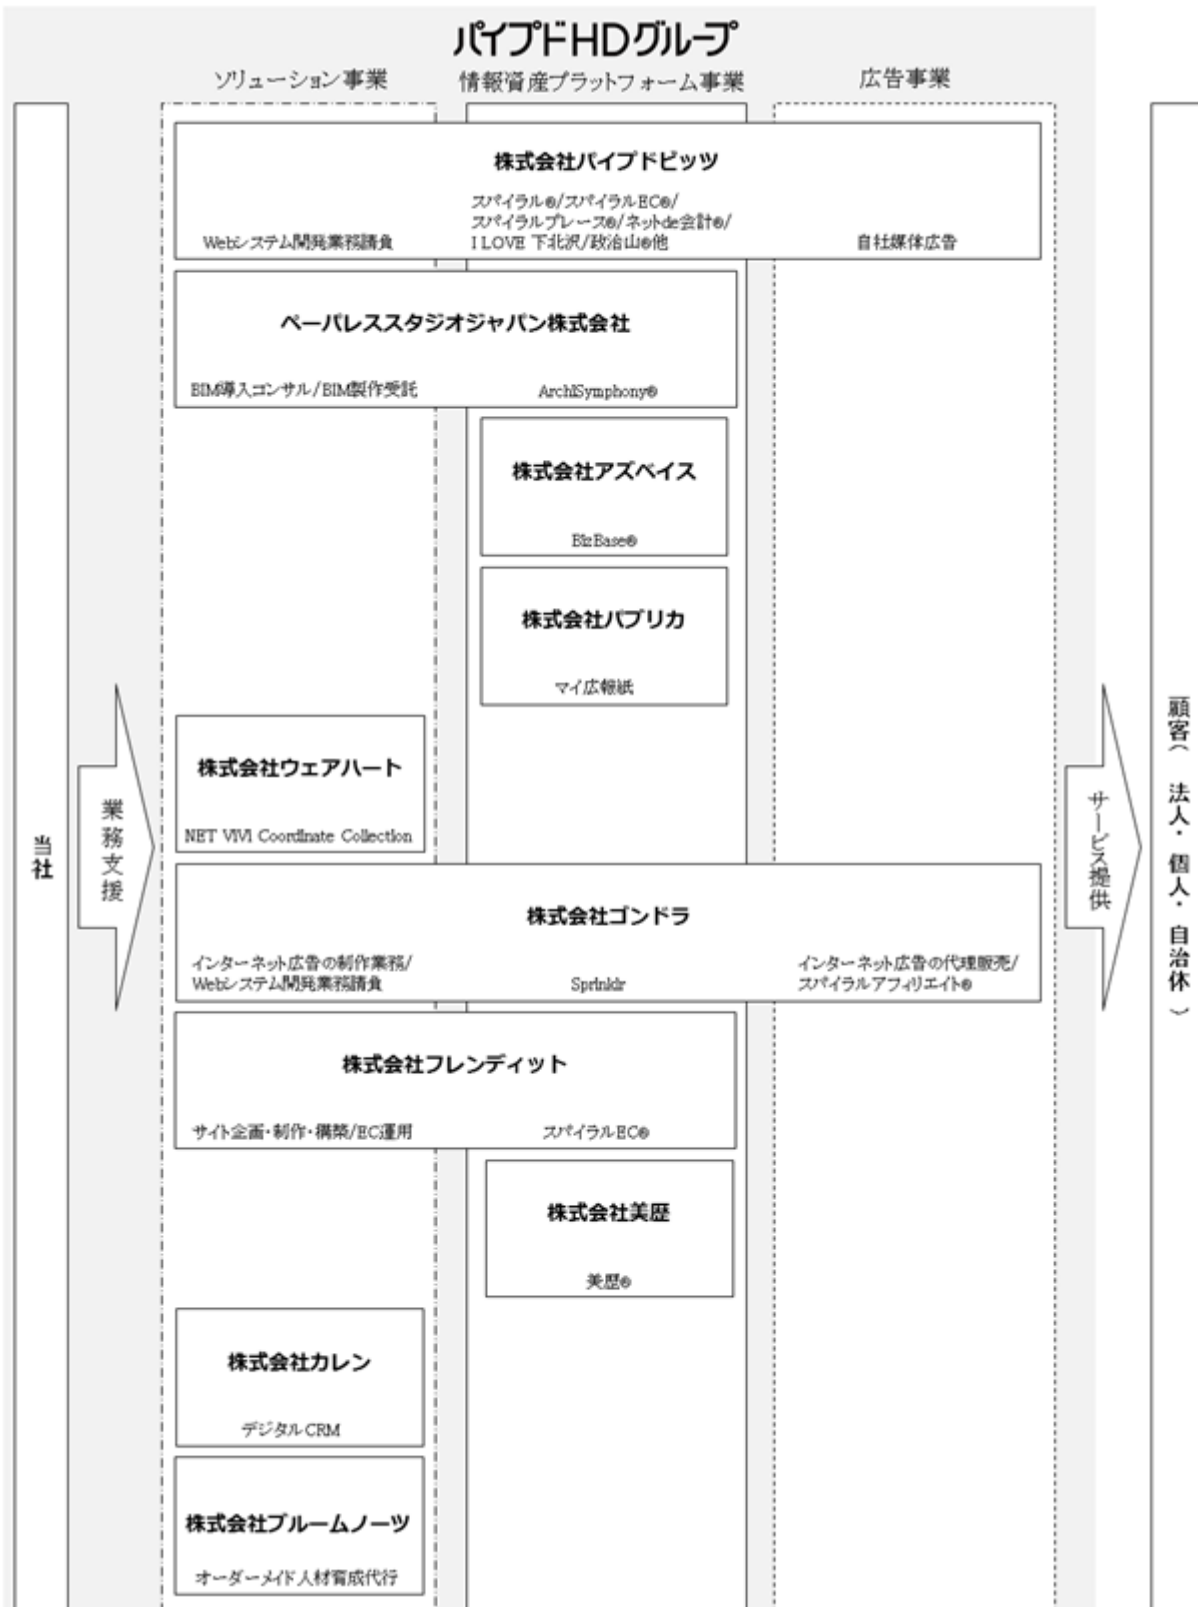 パイプドHDグループ
ソリューション事業
情報資産プラットフォーム事業
広告事業
当社
業務支援
株式会社パイプドビッツ
Webシステム開発業務請負
スパイラル®/スパイラルEC®/
スパイラルプレース®/ネットde会計®/
I LOVE 下北沢/政治山®他
自社媒体広告
ペーパレススタジオジャパン株式会社
BIM導入コンサル/BIM製作受託
ArchiSymphony®
株式会社アズベイス
BizBase®
株式会社パブリカ
マイ広報紙
株式会社ウェアハート
NET ViVi Coordinate Collection
株式会社ゴンドラ
インターネット広告の制作業務/
Webシステム開発業務請負
Sprinklr
インターネット広告の代理販売/
スパイラルアフィリエイト®
株式会社フレンディット
サイト企画・制作・構築/EC運用
スパイラルEC®
株式会社美歴
美歴®
株式会社カレン
デジタルCRM
株式会社ブルームノーツ
オーダーメイド人材育成代行
サービス提供
顧客（法人・個人・自治体）